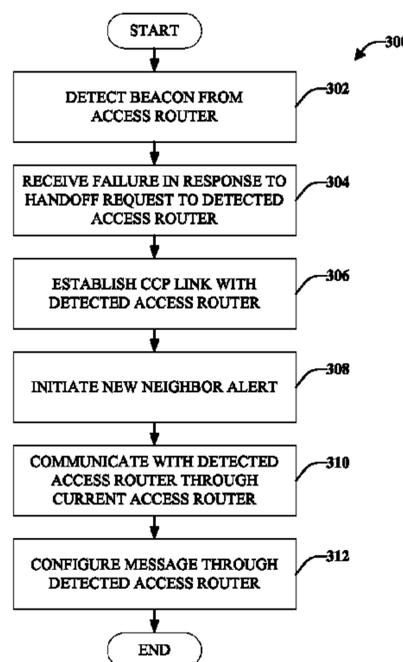 START
300
DETECT BEACON FROM
ACCESS ROUTER
302
RECEIVE FAILURE IN RESPONSE TO
HANDOFF REQUEST TO DETECTED
ACCESS ROUTER
304
ESTABLISH CCP LINK WITH
DETECTED ACCESS ROUTER
306
INITIATE NEW NEIGHBOR ALERT
308
COMMUNICATE WITH DETECTED
ACCESS ROUTER THROUGH
CURRENT ACCESS ROUTER
310
CONFIGURE MESSAGE THROUGH
DETECTED ACCESS ROUTER
312
END